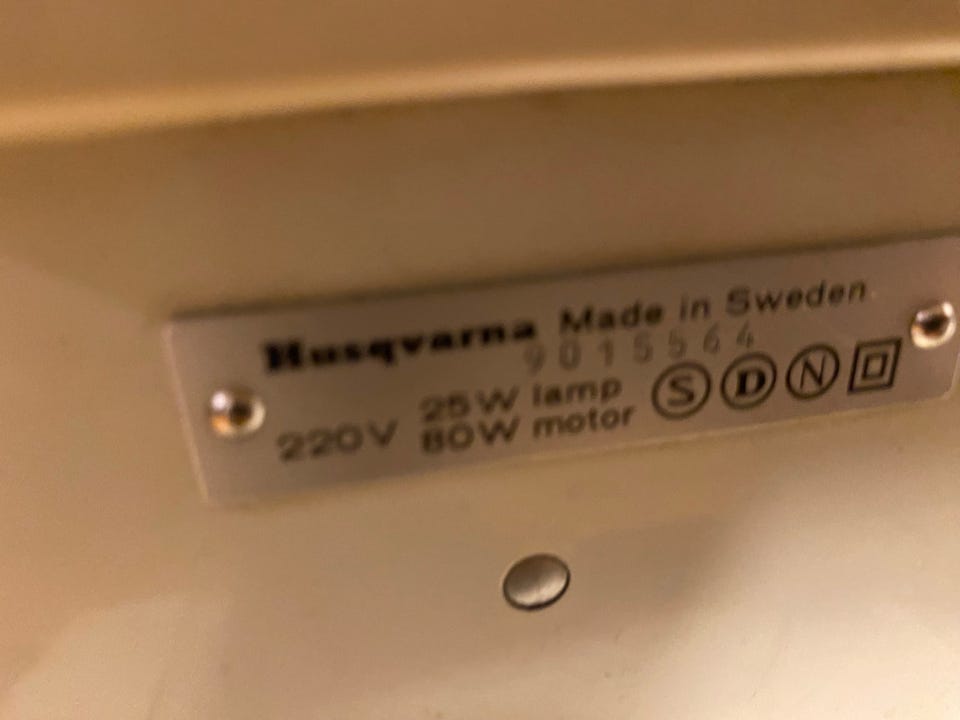 Husqvarna Made in Sweden
9015564
220V 25W lamp
80W motor
S D N